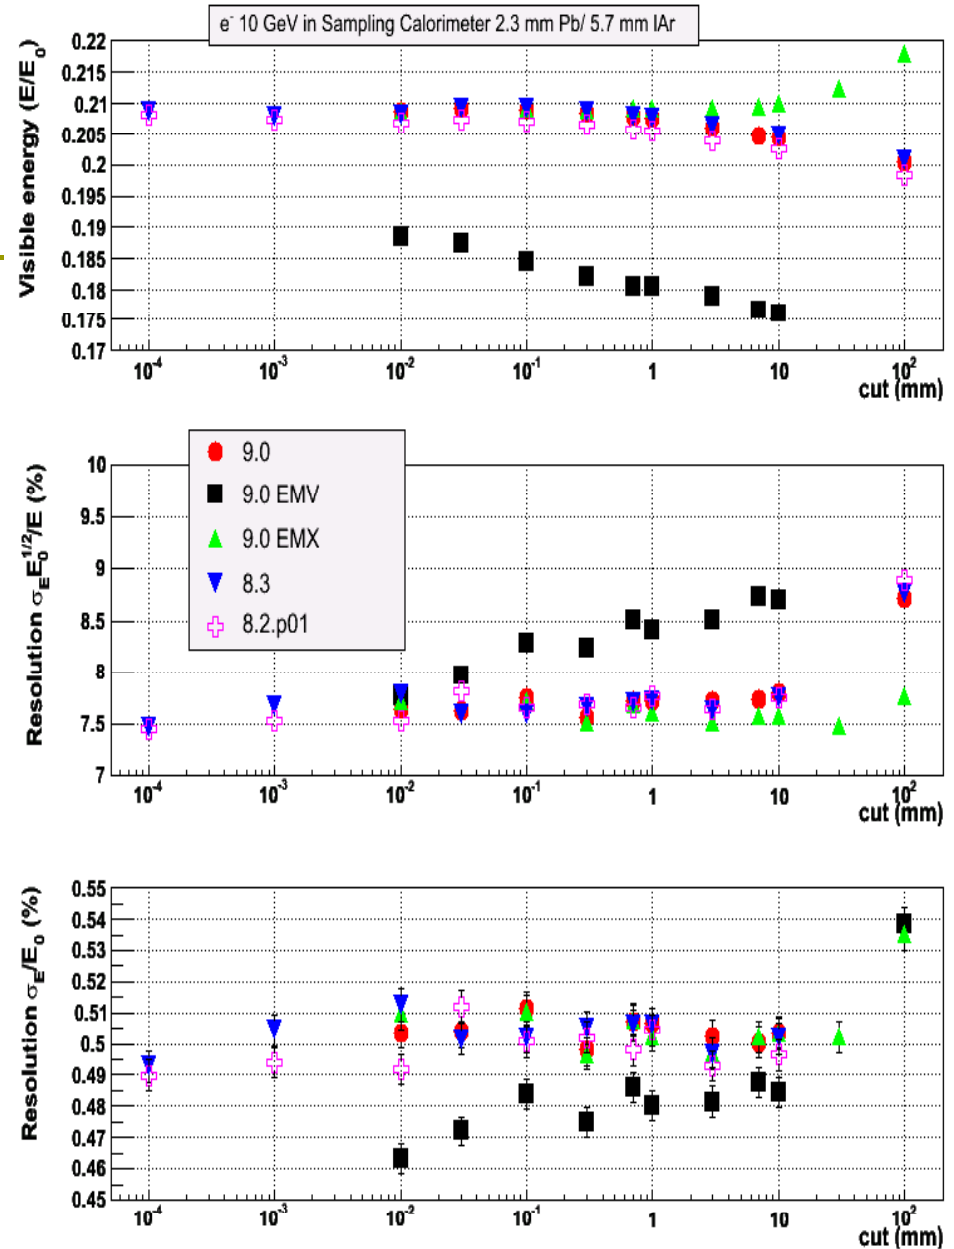 e- 10 GeV in Sampling Calorimeter 2.3 mm Pb/ 5.7 mm lAr
Visible energy (E/E0)
0.22
0.215
0.21
0.205
0.2
0.195
0.19
0.185
0.18
0.175
0.17
10-4 10-3 10-2 10-1 1 10 10²
cut (mm)
9.0
9.0 EMV
9.0 EMX
8.3
8.2.p01
Resolution σE E0^1/2/E (%)
10
9.5
9
8.5
8
7.5
7
10-4 10-3 10-2 10-1 1 10 10²
cut (mm)
Resolution σE/E0 (%)
0.55
0.54
0.53
0.52
0.51
0.5
0.49
0.48
0.47
0.46
0.45
10-4 10-3 10-2 10-1 1 10 10²
cut (mm)